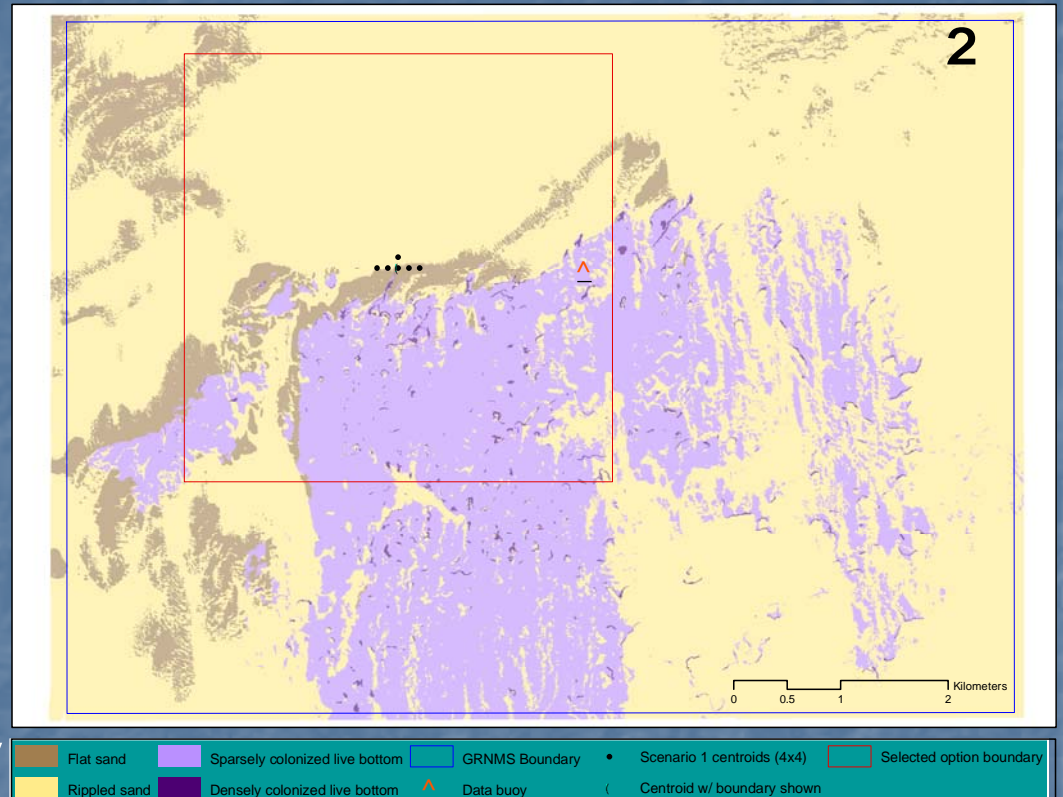 2
Kilometers
0 0.5 1 2
Flat sand Sparsely colonized live bottom GRNMS Boundary Scenario 1 centroids (4x4) Selected option boundary
Rippled sand Densely colonized live bottom Data buoy Centroid w/ boundary shown